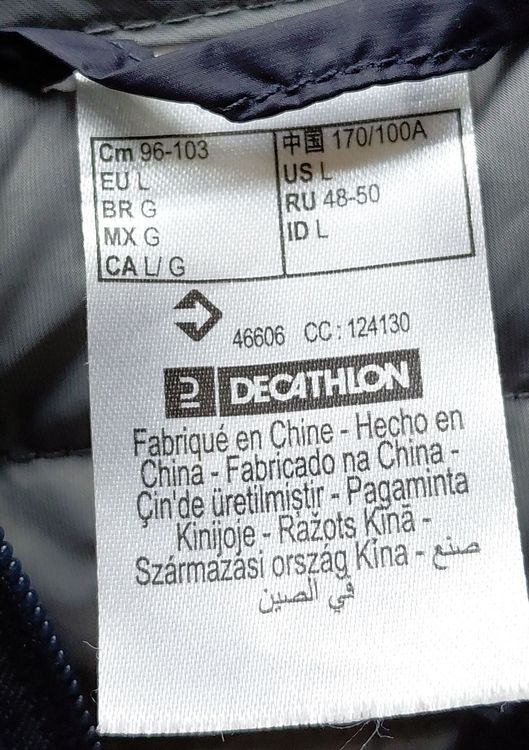 Cm 96-103
EU L
BR G
MX G
CA L/ G
中国 170/100A
US L
RU 48-50
ID L
46606 CC : 124130
DECATHLON
Fabriqué en Chine - Hecho en
China - Fabricado na China -
Çin'de üretilmiştir - Pagaminta
Kinijoje - Ražots Ķīnā -
Származási ország Kína - صنع
في الصين